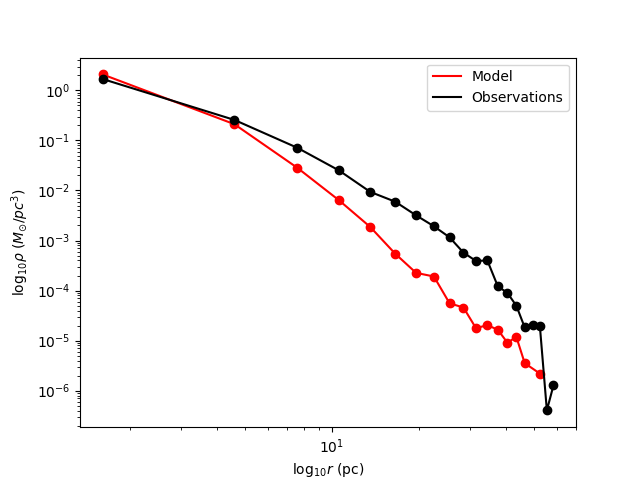 Model
Observations
10⁰
10⁻¹
10⁻²
10⁻³
10⁻⁴
10⁻⁵
10⁻⁶
log₁₀ρ (M☉/pc³)
10¹
log₁₀r (pc)